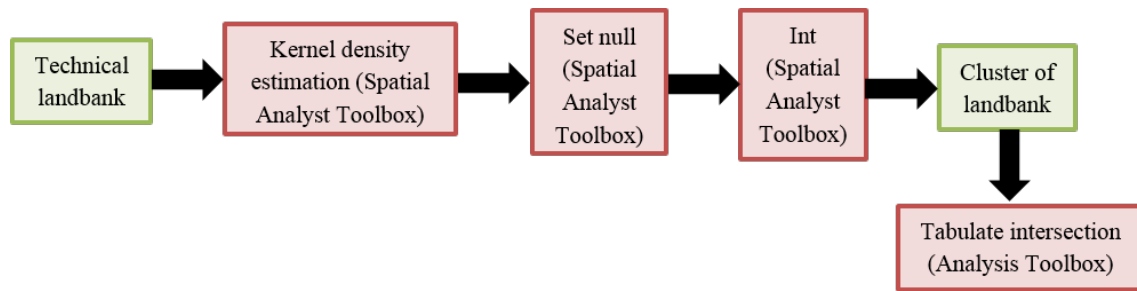 Technical
landbank
Kernel density
estimation (Spatial
Analyst Toolbox)
Set null
(Spatial
Analyst
Toolbox)
Int
(Spatial
Analyst
Toolbox)
Cluster of
landbank
Tabulate intersection
(Analysis Toolbox)